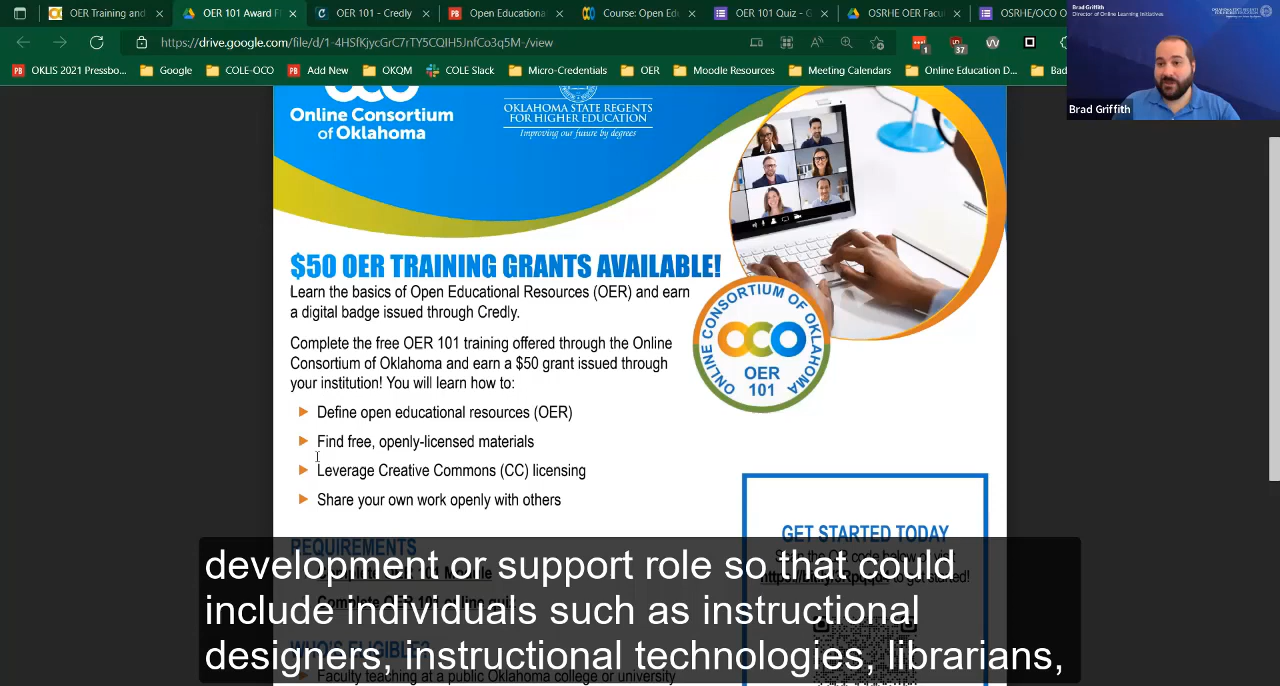 OER Training and
OER 101 Award F
OER 101 - Credly
Open Educationa
Course: Open Ed
OER 101 Quiz - G
OSRHE OER Facu
OSRHE/OCO O
https://drive.google.com/file/d/1-4HSfKjycGrC7rTY5CQIH5JnfCo3q5M-/view
1
37
OKLIS 2021 Pressbo...
Google
COLE-OCO
Add New
OKQM
COLE Slack
Micro-Credentials
OER
Moodle Resources
Meeting Calendars
Online Education D...
Bad
Brad Griffith
Director of Online Learning Initiatives
Brad Griffith
Online Consortium
of Oklahoma
OKLAHOMA STATE REGENTS
FOR HIGHER EDUCATION
Improving our future by degrees
$50 OER TRAINING GRANTS AVAILABLE!
Learn the basics of Open Educational Resources (OER) and earn
a digital badge issued through Credly.
Complete the free OER 101 training offered through the Online
Consortium of Oklahoma and earn a $50 grant issued through
your institution! You will learn how to:
Define open educational resources (OER)
Find free, openly-licensed materials
Leverage Creative Commons (CC) licensing
Share your own work openly with others
ONLINE CONSORTIUM OF OKLAHOMA
OCO
OER
101
GET STARTED TODAY
REQUIREMENTS
WHO'S ELIGIBLE?
Faculty teaching at a public Oklahoma college or university
development or support role so that could
include individuals such as instructional
designers, instructional technologies, librarians,